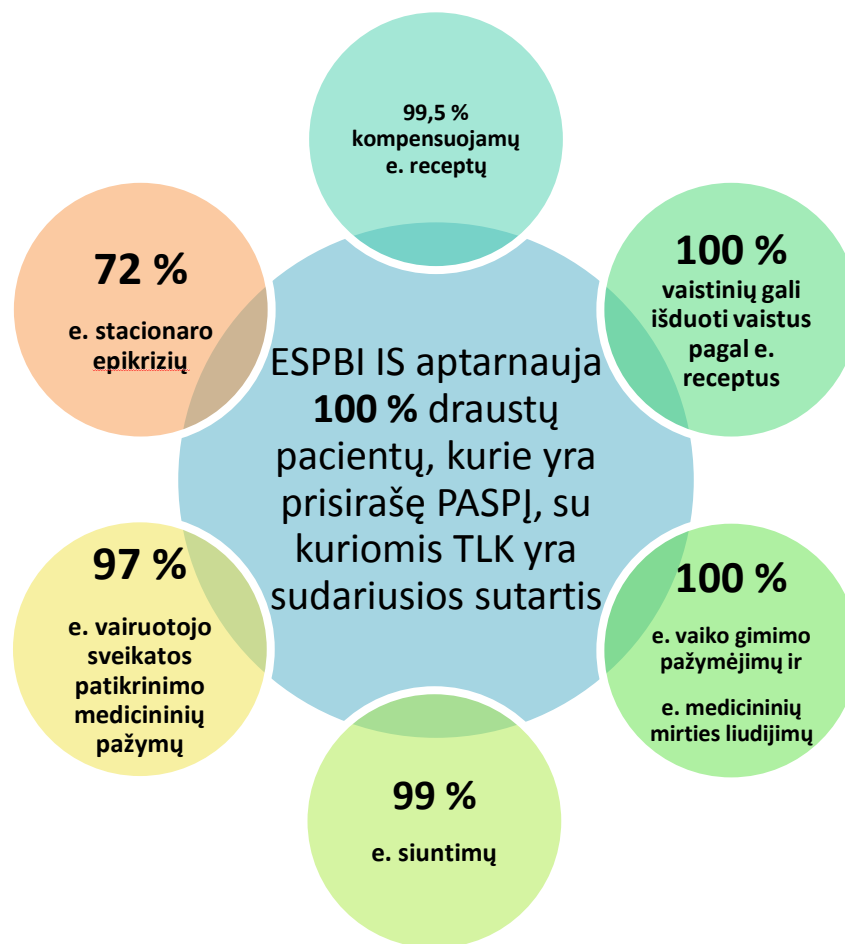 99,5 %
kompensuojamų
e. receptų
100 %
vaistinių gali
išduoti vaistus
pagal e.
receptus
100 %
e. vaiko gimimo
pažymėjimų ir
e. medicininių
mirties liudijimų
99 %
e. siuntimų
97 %
e. vairuotojo
sveikatos
patikrinimo
medicininių
pažymų
72 %
e. stacionaro
epikrizių
ESPBI IS aptarnauja
100 % draustų
pacientų, kurie yra
prisirašę PASPĮ, su
kuriomis TLK yra
sudariusios sutartis